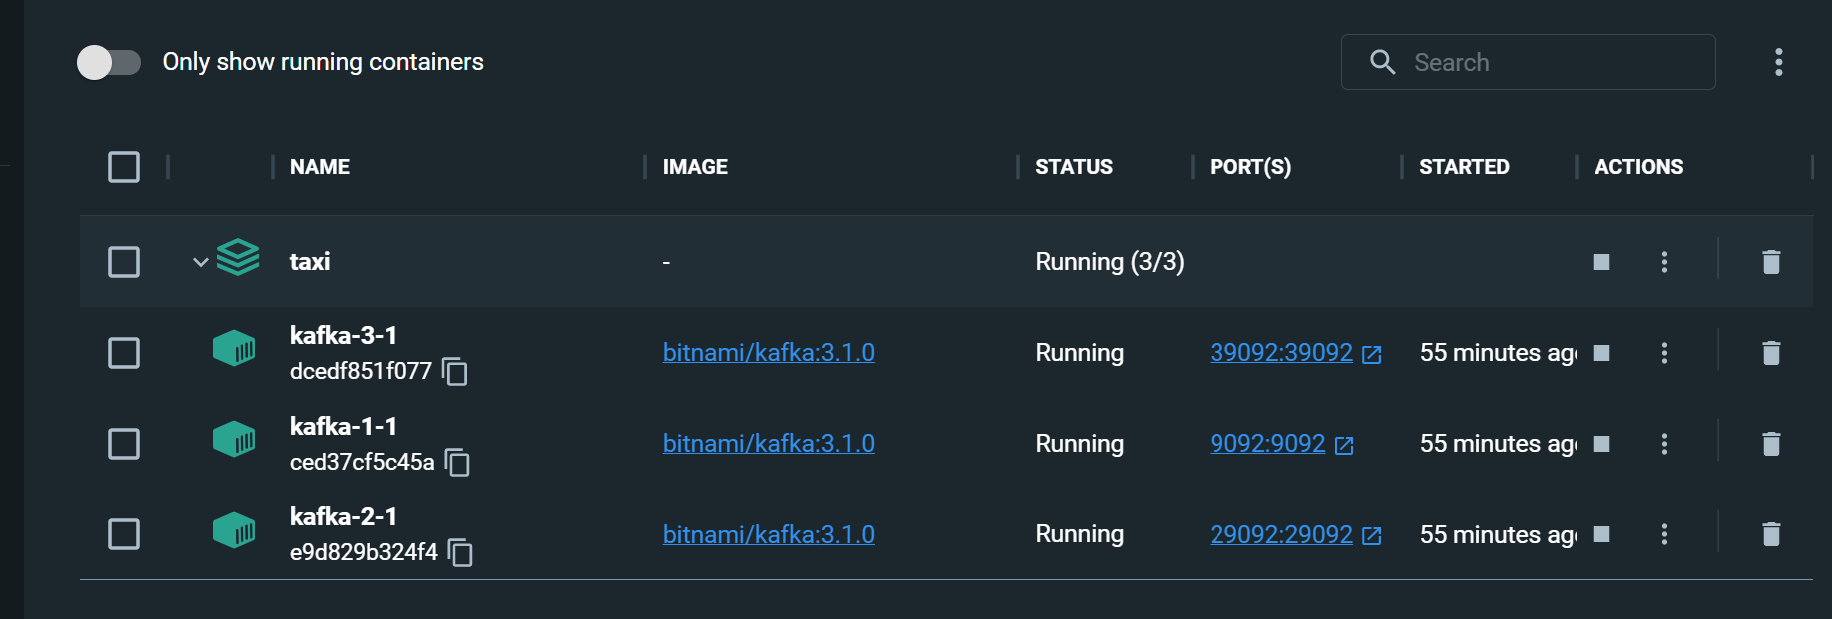 Only show running containers
Search
NAME IMAGE STATUS PORT(S) STARTED ACTIONS
taxi - Running (3/3)
kafka-3-1
dcedf851f077 bitnami/kafka:3.1.0 Running 39092:39092 55 minutes ago
kafka-1-1
ced37cf5c45a bitnami/kafka:3.1.0 Running 9092:9092 55 minutes ago
kafka-2-1
e9d829b324f4 bitnami/kafka:3.1.0 Running 29092:29092 55 minutes ago